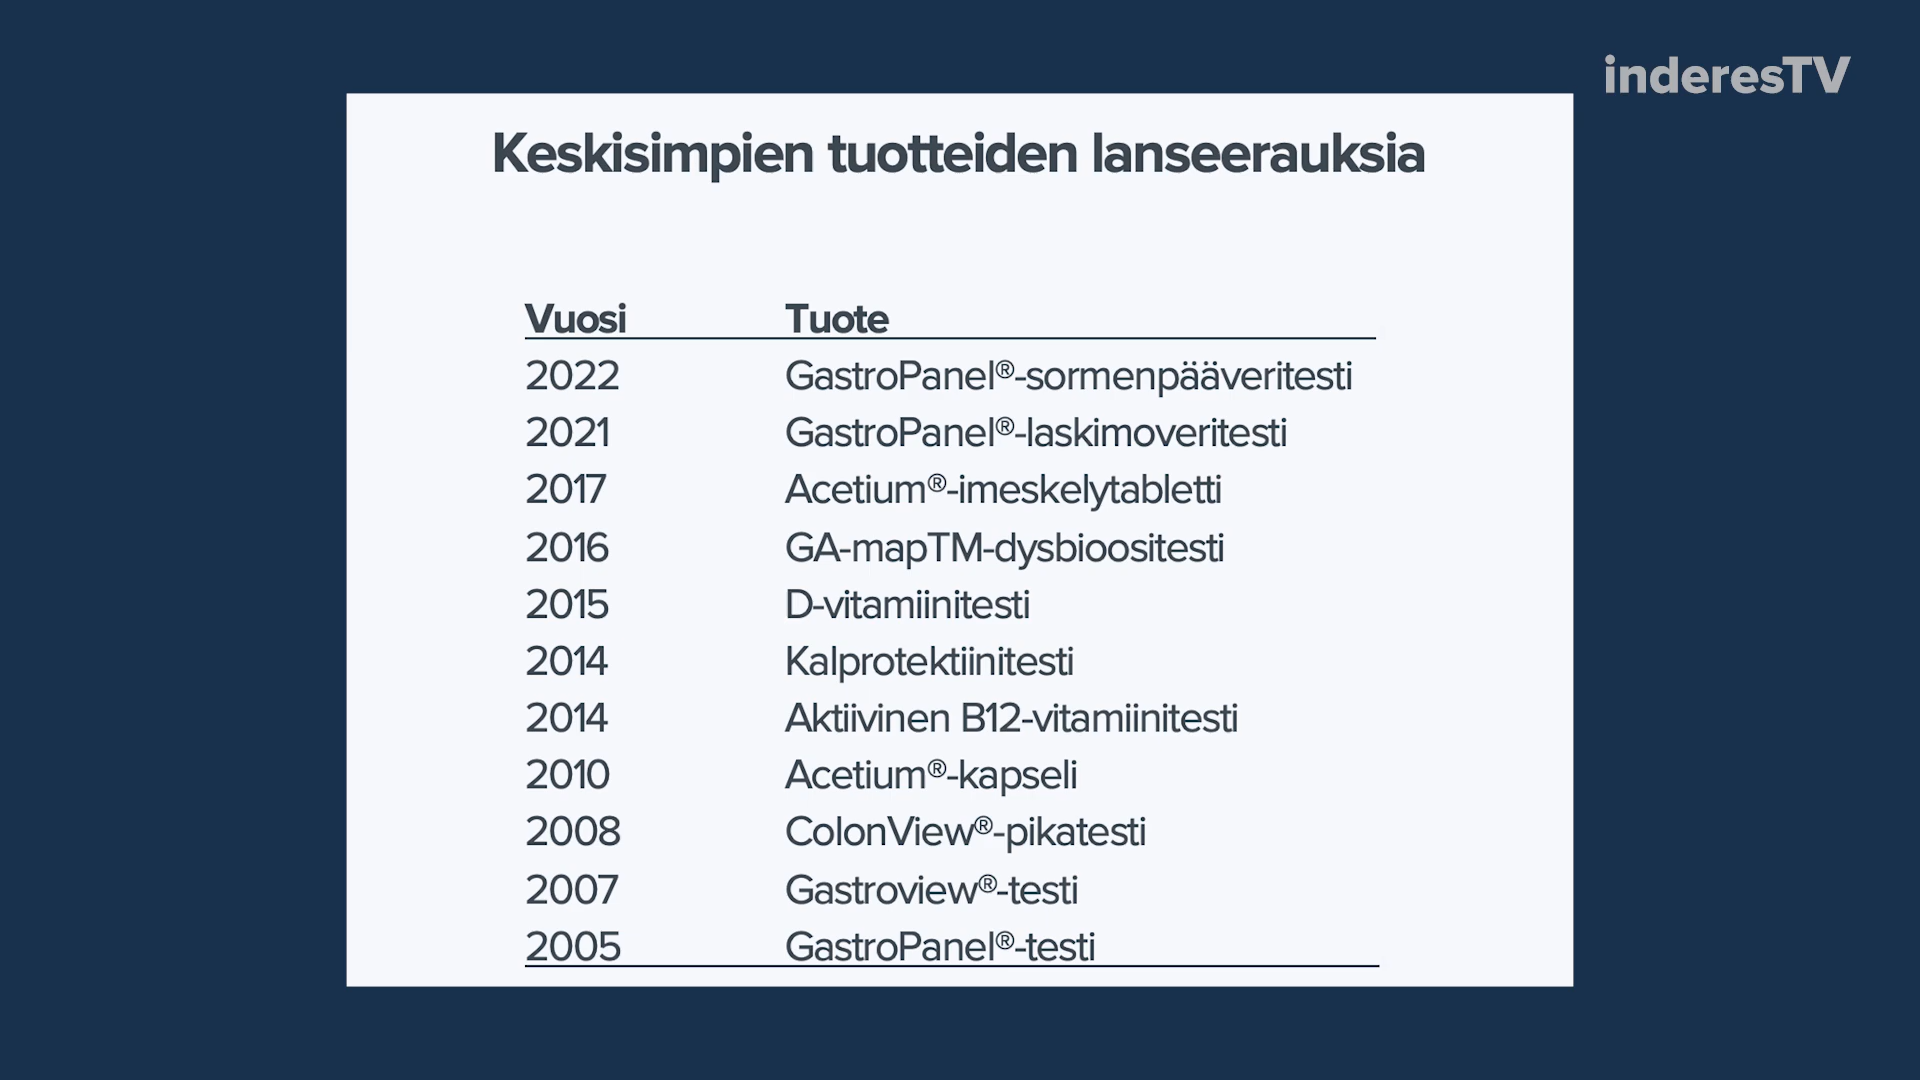 inderesTV
Keskisimpien tuotteiden lanseerauksia
Vuosi Tuote
2022 GastroPanel®-sormenpääveritesti
2021 GastroPanel®-laskimoveritesti
2017 Acetium®-imeskelytabletti
2016 GA-mapTM-dysbioositesti
2015 D-vitamiinitesti
2014 Kalprotektiinitesti
2014 Aktiivinen B12-vitamiinitesti
2010 Acetium®-kapseli
2008 ColonView®-pikatesti
2007 Gastroview®-testi
2005 GastroPanel®-testi